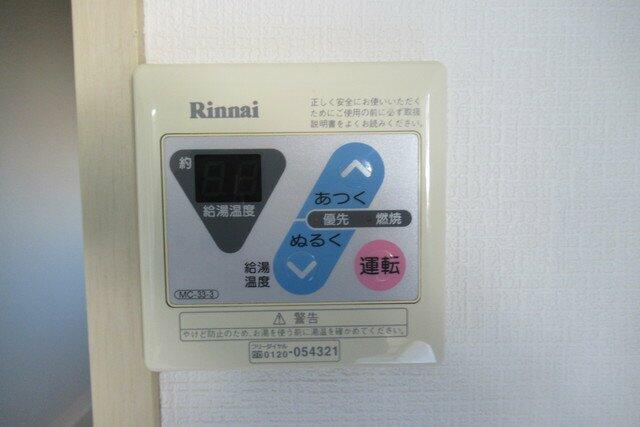 Rinnai
正しく安全にお使いいただく
ためにご使用の前に必ず取扱
説明書をよくお読みください。
約
給湯温度
あつく
優先 燃焼
ぬるく
給湯
温度
運転
MC-33-3
⚠ 警告
やけど防止のため、お湯を使う前に湯温を確かめてください。
フリーダイヤル
0120-054321